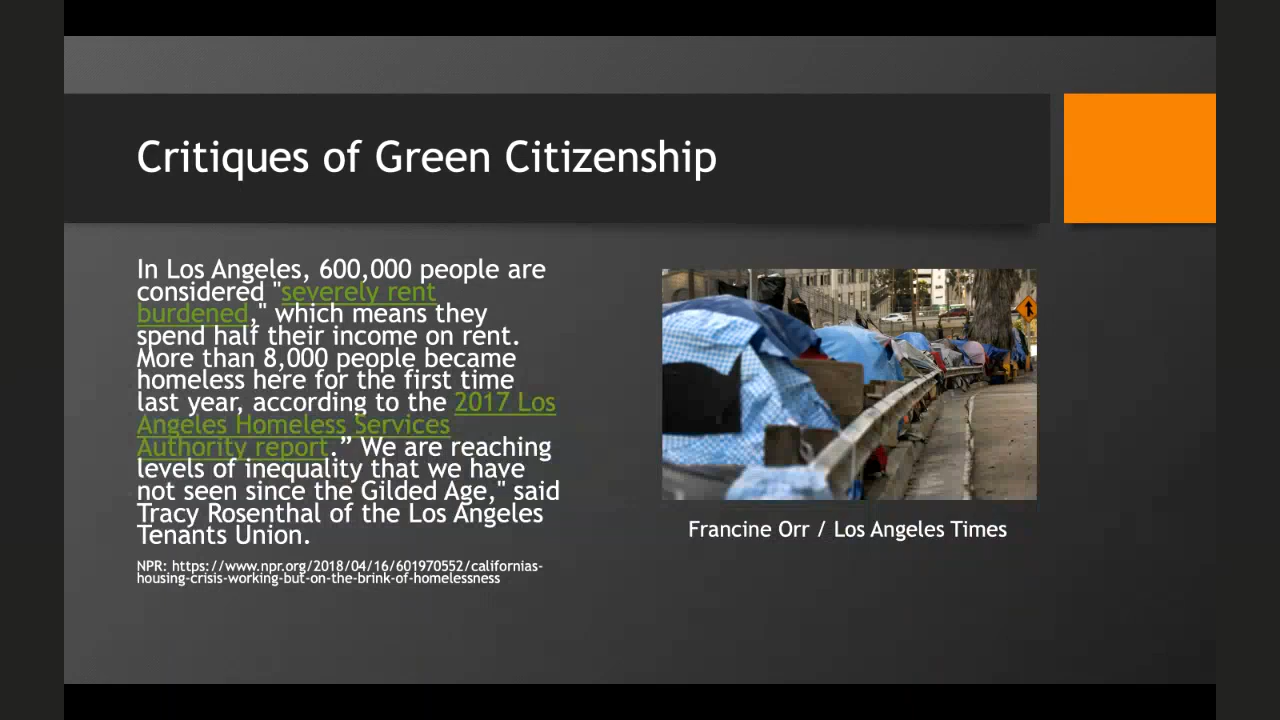 Critiques of Green Citizenship
In Los Angeles, 600,000 people are
considered "severely rent
burdened," which means they
spend half their income on rent.
More than 8,000 people became
homeless here for the first time
last year, according to the 2017 Los
Angeles Homeless Services
Authority report.” We are reaching
levels of inequality that we have
not seen since the Gilded Age," said
Tracy Rosenthal of the Los Angeles
Tenants Union.
NPR: https://www.npr.org/2018/04/16/601970552/californias-
housing-crisis-working-but-on-the-brink-of-homelessness
Francine Orr / Los Angeles Times